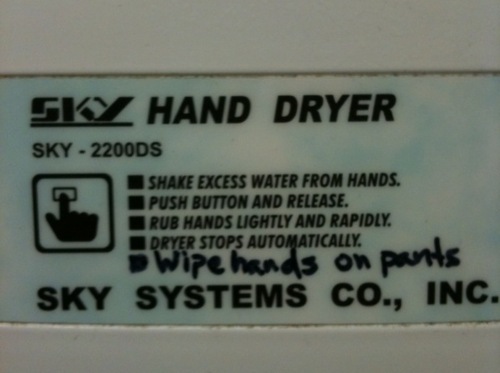 SKY HAND DRYER
SKY - 2200DS
■ SHAKE EXCESS WATER FROM HANDS.
■ PUSH BUTTON AND RELEASE.
■ RUB HANDS LIGHTLY AND RAPIDLY.
■ DRYER STOPS AUTOMATICALLY.
■ Wipe hands on pants
SKY SYSTEMS CO., INC.